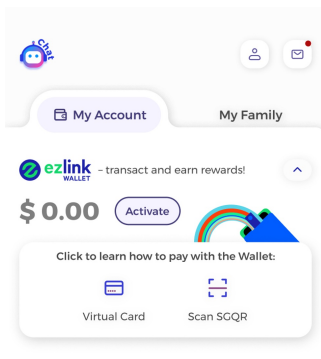 Chat
My Account
My Family
ezlink WALLET – transact and earn rewards!
$ 0.00 Activate
Click to learn how to pay with the Wallet:
Virtual Card
Scan SGQR